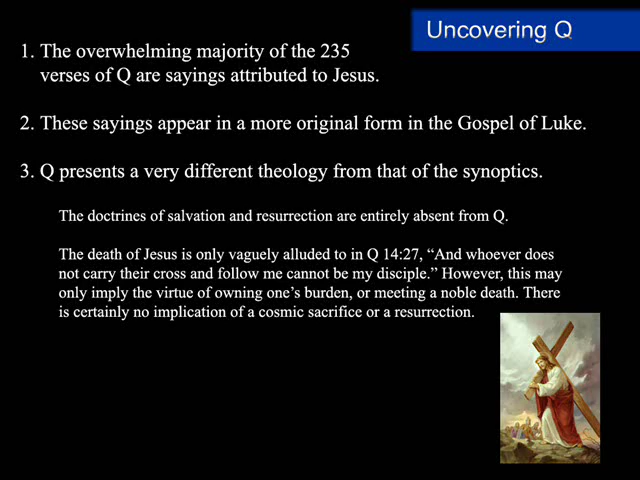 Uncovering Q
1. The overwhelming majority of the 235
verses of Q are sayings attributed to Jesus.
2. These sayings appear in a more original form in the Gospel of Luke.
3. Q presents a very different theology from that of the synoptics.
The doctrines of salvation and resurrection are entirely absent from Q.
The death of Jesus is only vaguely alluded to in Q 14:27, “And whoever does
not carry their cross and follow me cannot be my disciple.” However, this may
only imply the virtue of owning one’s burden, or meeting a noble death. There
is certainly no implication of a cosmic sacrifice or a resurrection.